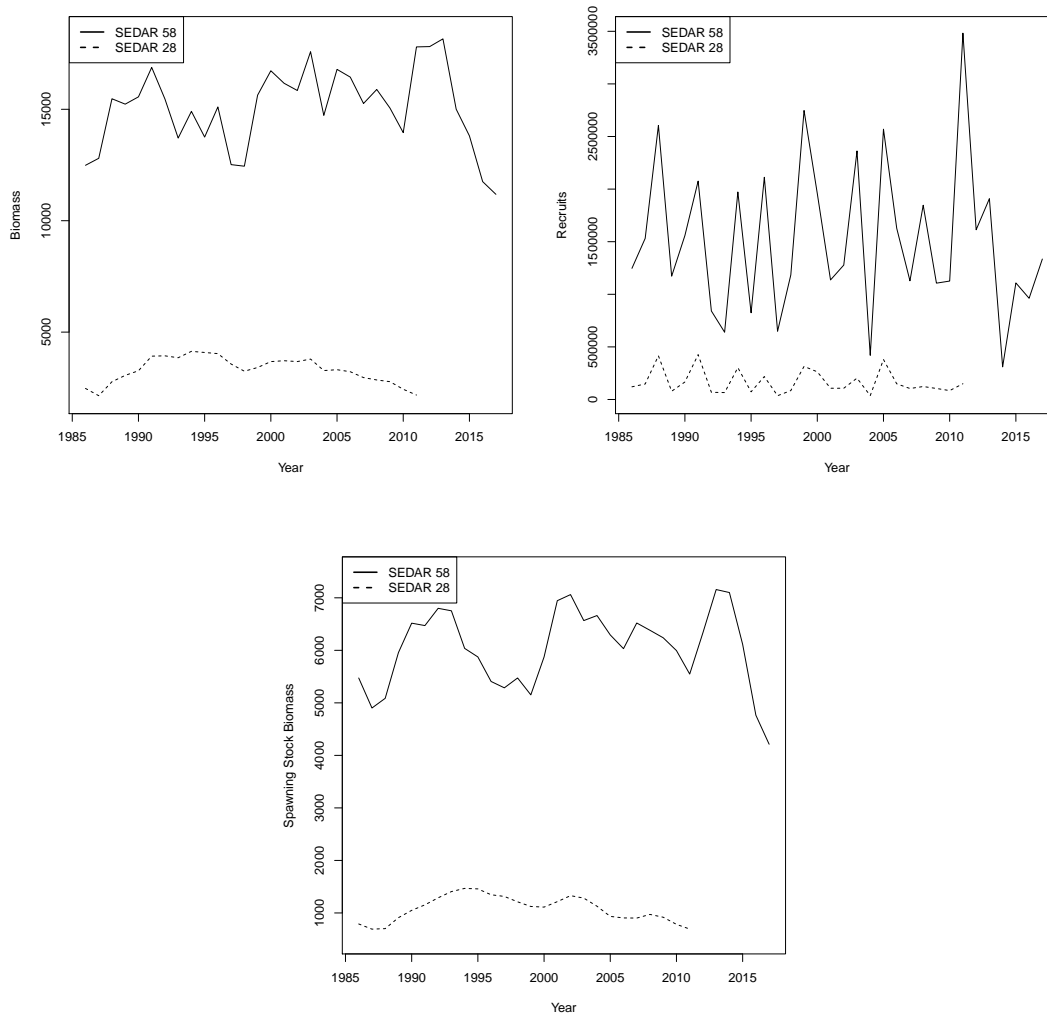 SEDAR 58
SEDAR 28
Biomass
15000
10000
5000
1985 1990 1995 2000 2005 2010 2015
Year
SEDAR 58
SEDAR 28
Recruits
3500000
2500000
1500000
500000
0
1985 1990 1995 2000 2005 2010 2015
Year
SEDAR 58
SEDAR 28
Spawning Stock Biomass
7000
6000
5000
4000
3000
2000
1000
1985 1990 1995 2000 2005 2010 2015
Year